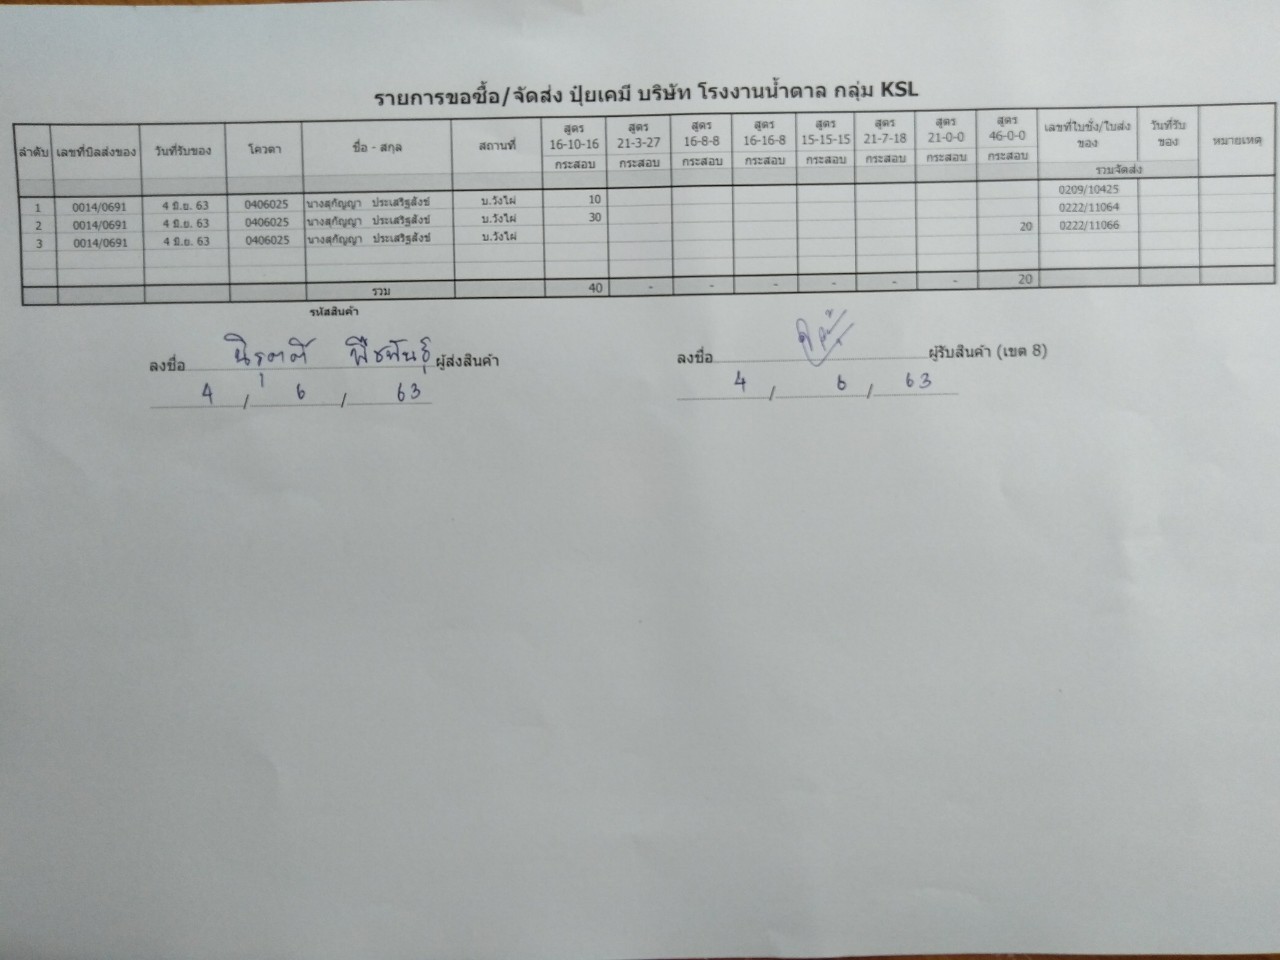 รายการขอซื้อ/จัดส่ง ปุ๋ยเคมี บริษัท โรงงานน้ำตาล กลุ่ม KSL
ลำดับ เลขที่บิลส่งของ วันที่รับของ โควตา ชื่อ - สกุล สถานที่ สูตร 16-10-16 สูตร 21-3-27 สูตร 16-8-8 สูตร 16-16-8 สูตร 15-15-15 สูตร 21-7-18 สูตร 21-0-0 สูตร 46-0-0 เลขที่ใบชั่ง/ใบส่งของ วันที่รับของ หมายเหตุ
กระสอบ กระสอบ กระสอบ กระสอบ กระสอบ กระสอบ กระสอบ กระสอบ รวมจัดส่ง
1 0014/0691 4 มิ.ย. 63 0406025 นางสุกัญญา ประเสริฐสังข์ บ.วังไผ่ 10 0209/10425
2 0014/0691 4 มิ.ย. 63 0406025 นางสุกัญญา ประเสริฐสังข์ บ.วังไผ่ 30 0222/11064
3 0014/0691 4 มิ.ย. 63 0406025 นางสุกัญญา ประเสริฐสังข์ บ.วังไผ่ 20 0222/11066
รวม 40 - - - - - - 20
รหัสสินค้า
ลงชื่อ พืชพันธุ์ ผู้ส่งสินค้า
4 / 6 / 63
ลงชื่อ ผู้รับสินค้า (เขต 8)
4 / 6 / 63